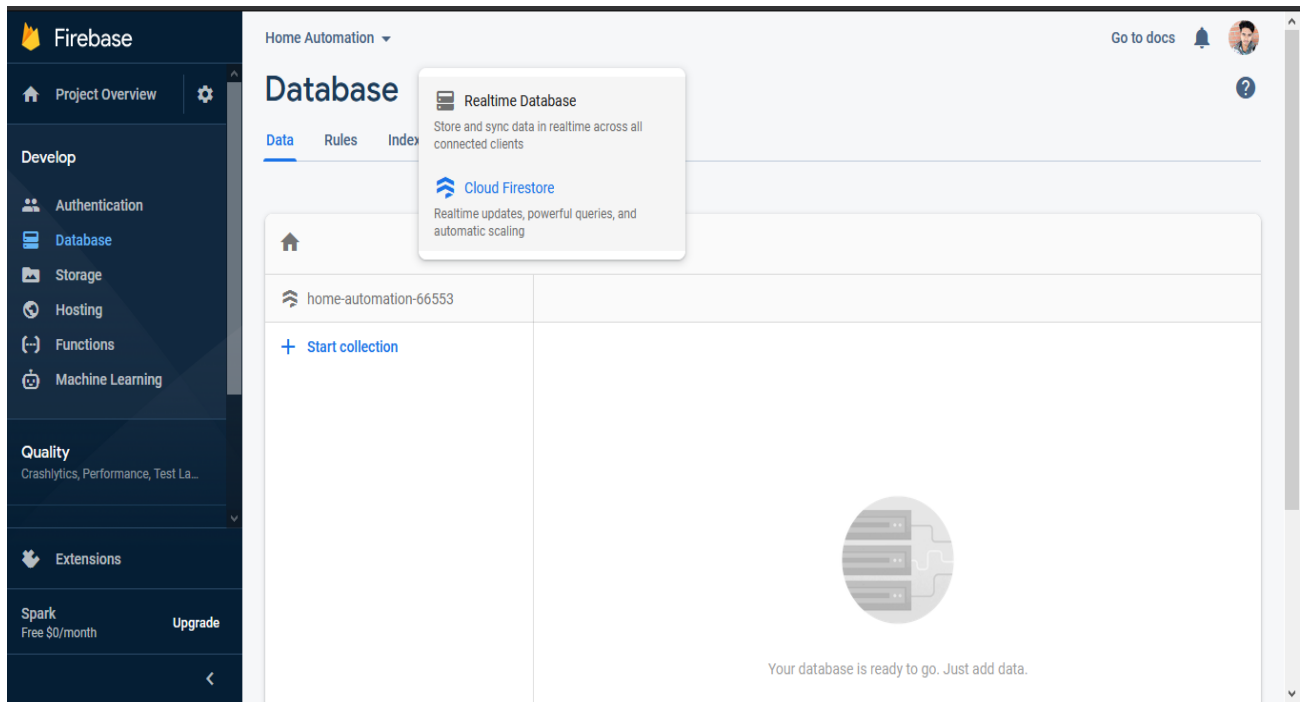 Firebase
Project Overview
Develop
Authentication
Database
Storage
Hosting
Functions
Machine Learning
Quality
Crashlytics, Performance, Test La...
Extensions
Spark
Free $0/month
Upgrade
Home Automation
Go to docs
Database
Data Rules Index
Realtime Database
Store and sync data in realtime across all
connected clients
Cloud Firestore
Realtime updates, powerful queries, and
automatic scaling
home-automation-66553
+ Start collection
Your database is ready to go. Just add data.